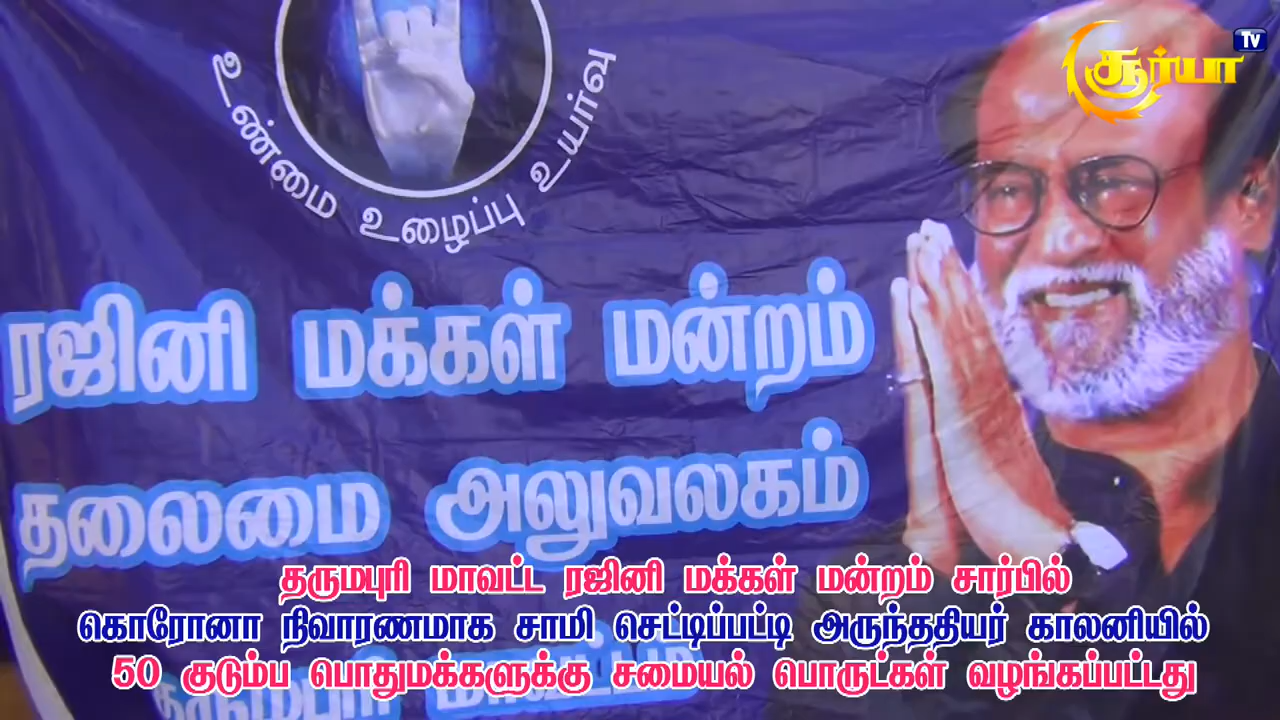 சூர்யா Tv
உண்மை உழைப்பு உயர்வு
ரஜினி மக்கள் மன்றம்
தலைமை அலுவலகம்
தருமபுரி மாவட்ட ரஜினி மக்கள் மன்றம் சார்பில்
கொரோனா நிவாரணமாக சாமி செட்டிப்பட்டி அருந்ததியர் காலனியில்
50 குடும்ப பொதுமக்களுக்கு சமையல் பொருட்கள் வழங்கப்பட்டது